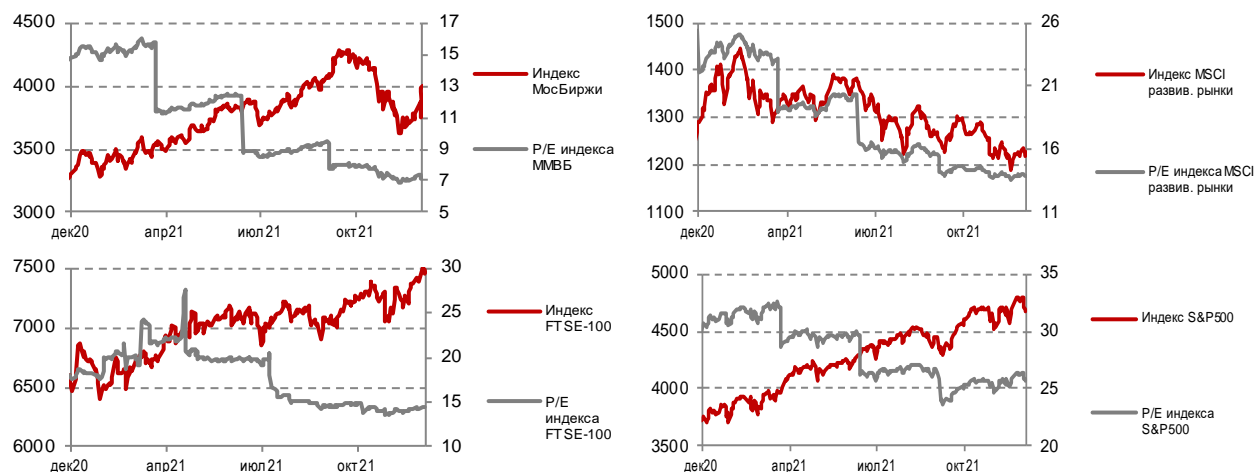 4500
4000
3500
3000
17
15
13
11
9
7
5
дек20
апр21
июл21
окт21
Индекс
МосБиржи
P/E индекса
ММВБ
1500
1400
1300
1200
1100
26
21
16
11
дек20
апр21
июл21
окт21
Индекс MSCI
развив. рынки
P/E индекса MSCI
развив. рынки
7500
7000
6500
6000
30
25
20
15
10
дек20
апр21
июл21
окт21
Индекс
FTSE-100
P/E
индекса
FTSE-100
5000
4500
4000
3500
35
30
25
20
дек20
апр21
июл21
окт21
Индекс S&P500
P/E индекса
S&P500